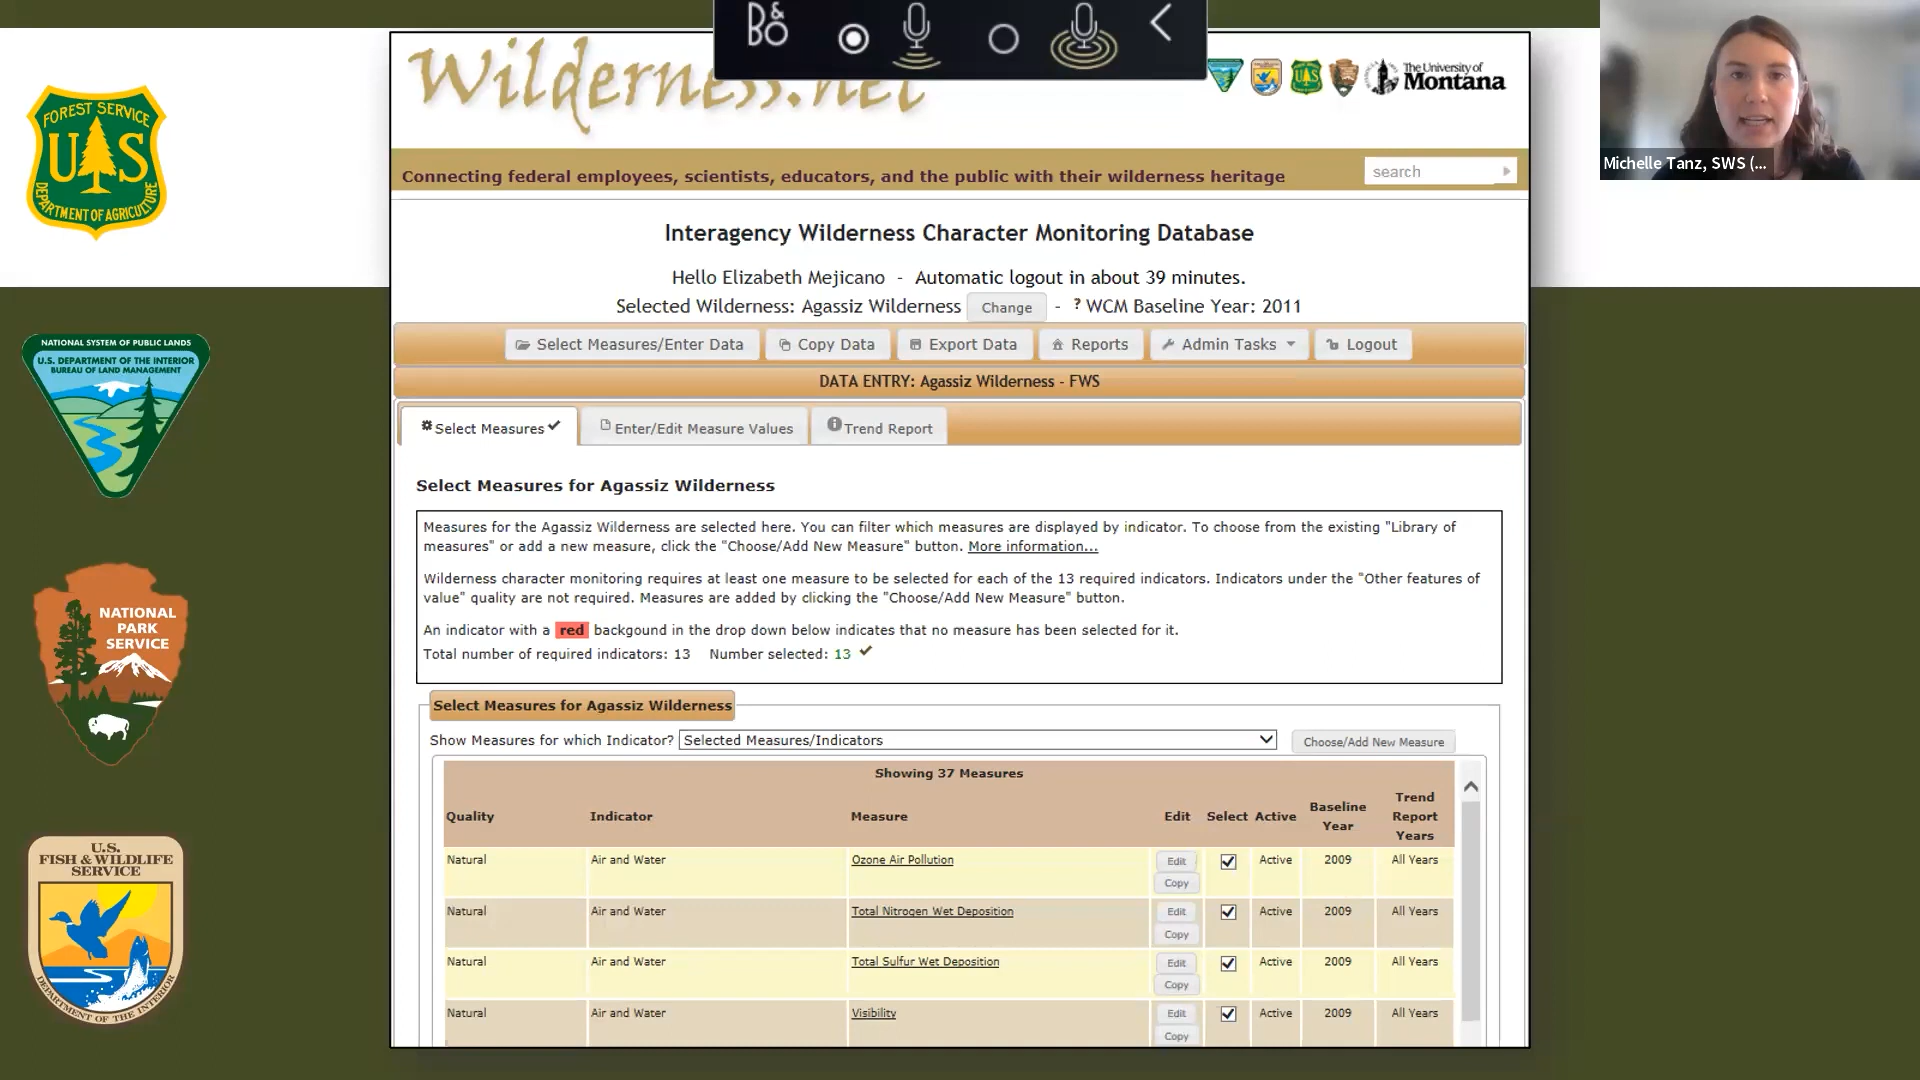 B&O
Wilderness.net
The University of
Montana
Michelle Tanz, SWS (...
FOREST SERVICE
US
DEPARTMENT OF AGRICULTURE
Connecting federal employees, scientists, educators, and the public with their wilderness heritage
search
Interagency Wilderness Character Monitoring Database
Hello Elizabeth Mejicano - Automatic logout in about 39 minutes.
Selected Wilderness: Agassiz Wilderness Change - ? WCM Baseline Year: 2011
Select Measures/Enter Data Copy Data Export Data Reports Admin Tasks Logout
DATA ENTRY: Agassiz Wilderness - FWS
Select Measures Enter/Edit Measure Values Trend Report
NATIONAL SYSTEM OF PUBLIC LANDS
U.S. DEPARTMENT OF THE INTERIOR
BUREAU OF LAND MANAGEMENT
Select Measures for Agassiz Wilderness
Measures for the Agassiz Wilderness are selected here. You can filter which measures are displayed by indicator. To choose from the existing "Library of
measures" or add a new measure, click the "Choose/Add New Measure" button. More information...
Wilderness character monitoring requires at least one measure to be selected for each of the 13 required indicators. Indicators under the "Other features of
value" quality are not required. Measures are added by clicking the "Choose/Add New Measure" button.
An indicator with a red backgound in the drop down below indicates that no measure has been selected for it.
Total number of required indicators: 13 Number selected: 13
NATIONAL
PARK
SERVICE
Select Measures for Agassiz Wilderness
Show Measures for which Indicator? Selected Measures/Indicators Choose/Add New Measure
Showing 37 Measures
Quality Indicator Measure Edit Select Active Baseline Year Trend Report Years
Natural Air and Water Ozone Air Pollution Edit Active 2009 All Years
Copy
Natural Air and Water Total Nitrogen Wet Deposition Edit Active 2009 All Years
Copy
Natural Air and Water Total Sulfur Wet Deposition Edit Active 2009 All Years
Copy
Natural Air and Water Visibility Edit Active 2009 All Years
Copy
U.S.
FISH & WILDLIFE
SERVICE
DEPARTMENT OF THE INTERIOR